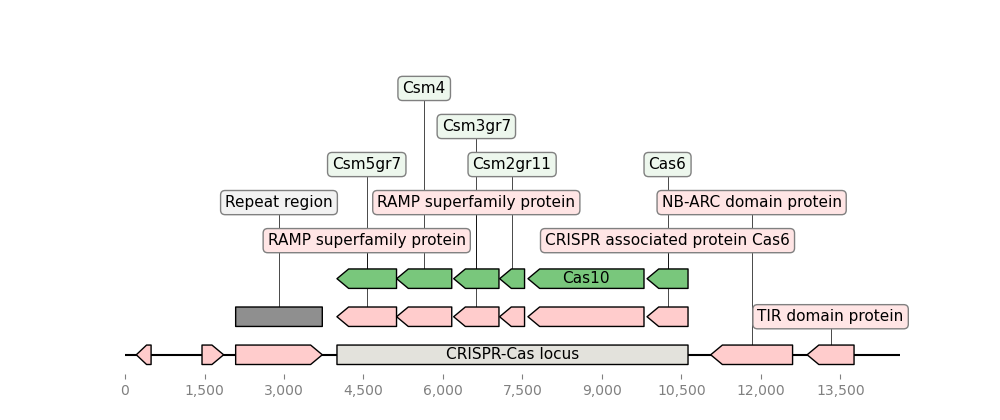 Csm4
Csm3gr7
Csm5gr7
Csm2gr11
Cas6
Repeat region
RAMP superfamily protein
NB-ARC domain protein
RAMP superfamily protein
CRISPR associated protein Cas6
Cas10
TIR domain protein
CRISPR-Cas locus
0
1,500
3,000
4,500
6,000
7,500
9,000
10,500
12,000
13,500